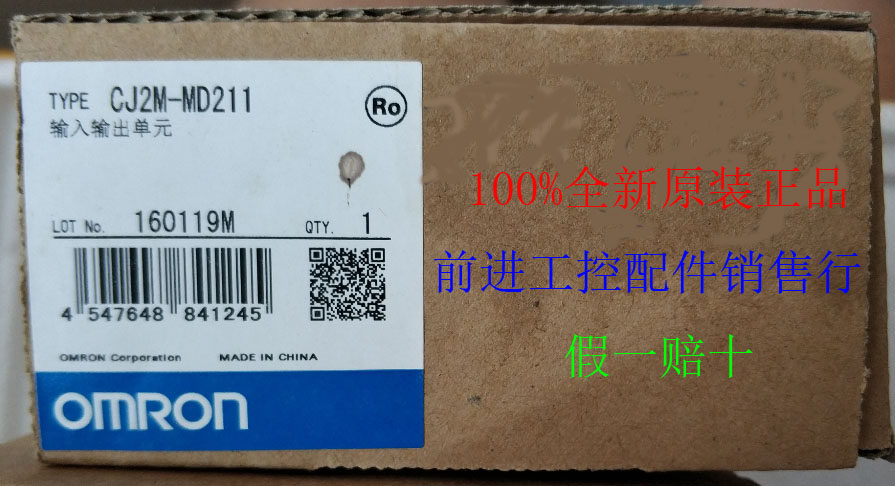 TYPE CJ2M-MD211
Ro
输入输出单元
LOT No. 160119M QTY. 1
4 547648 841245
OMRON Corporation MADE IN CHINA
OMRON
100%全新原装正品
前进工控配件销售行
假一赔十